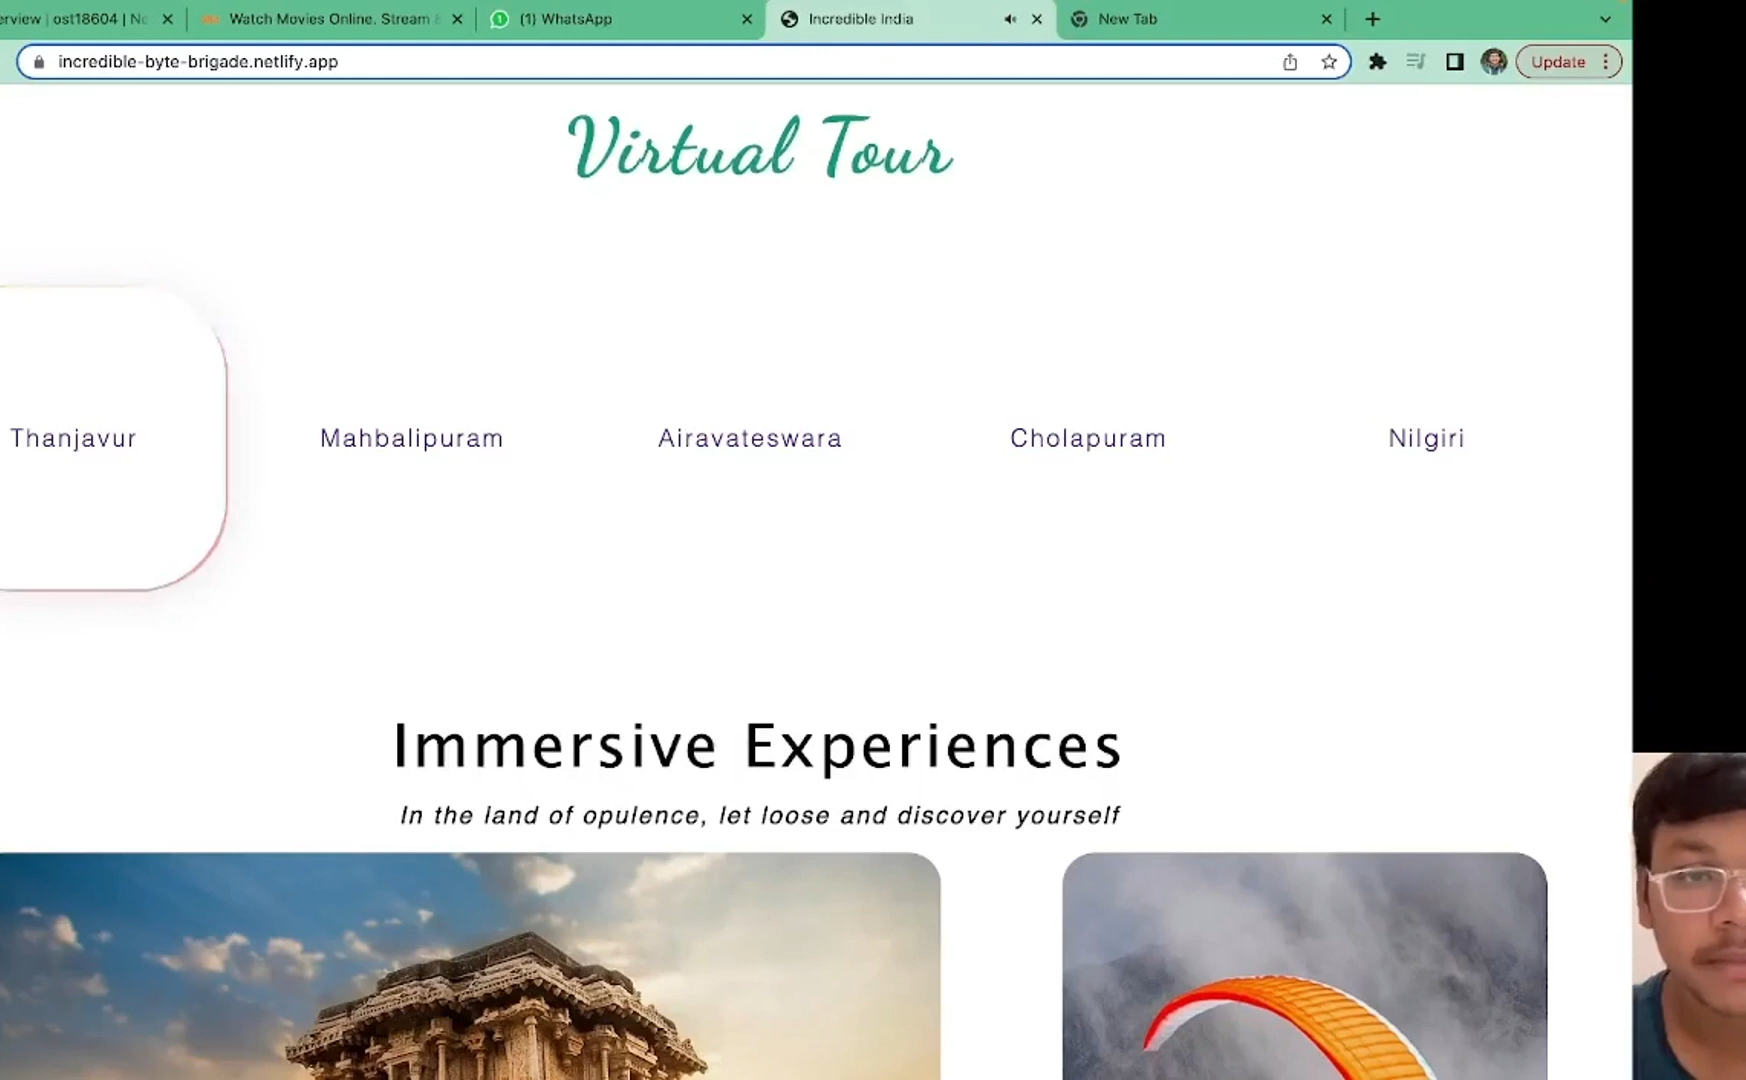 erview | ost18604 | Ne
Watch Movies Online. Stream &
(1) WhatsApp
Incredible India
New Tab
incredible-byte-brigade.netlify.app
Update
Virtual Tour
Thanjavur
Mahbalipuram
Airavateswara
Cholapuram
Nilgiri
Immersive Experiences
In the land of opulence, let loose and discover yourself